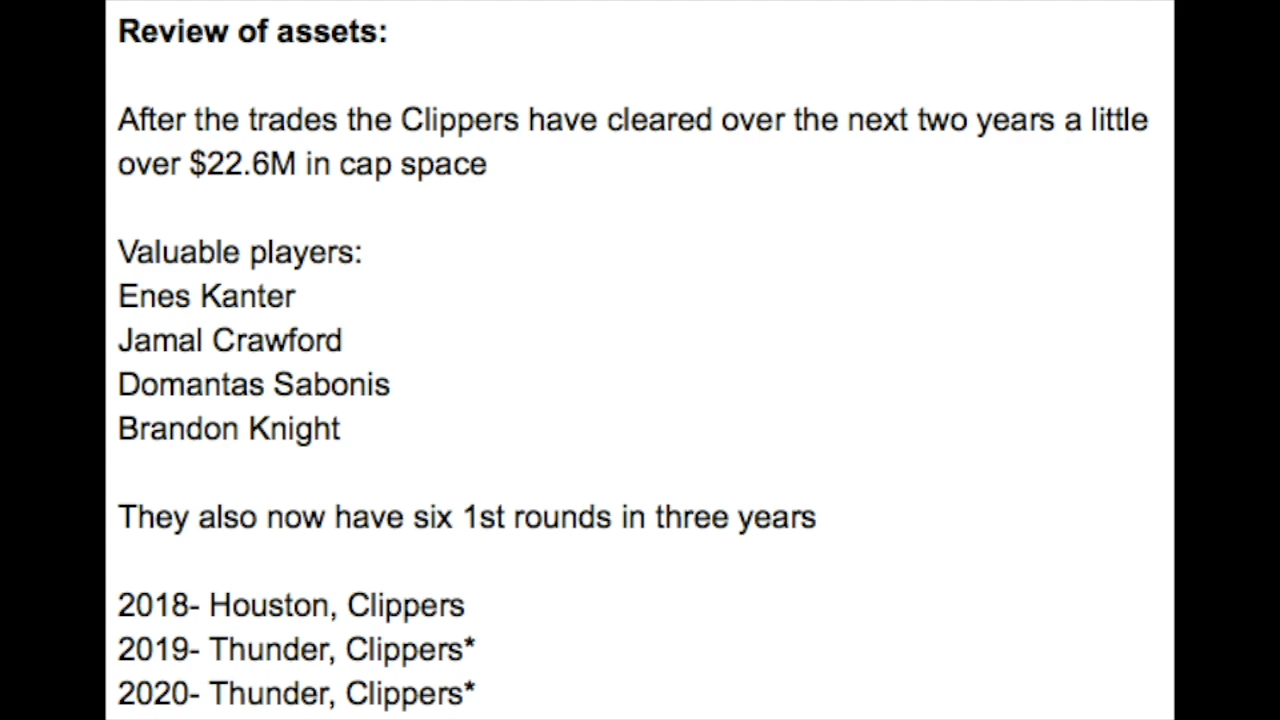 Review of assets:
After the trades the Clippers have cleared over the next two years a little
over $22.6M in cap space
Valuable players:
Enes Kanter
Jamal Crawford
Domantas Sabonis
Brandon Knight
They also now have six 1st rounds in three years
2018- Houston, Clippers
2019- Thunder, Clippers*
2020- Thunder, Clippers*